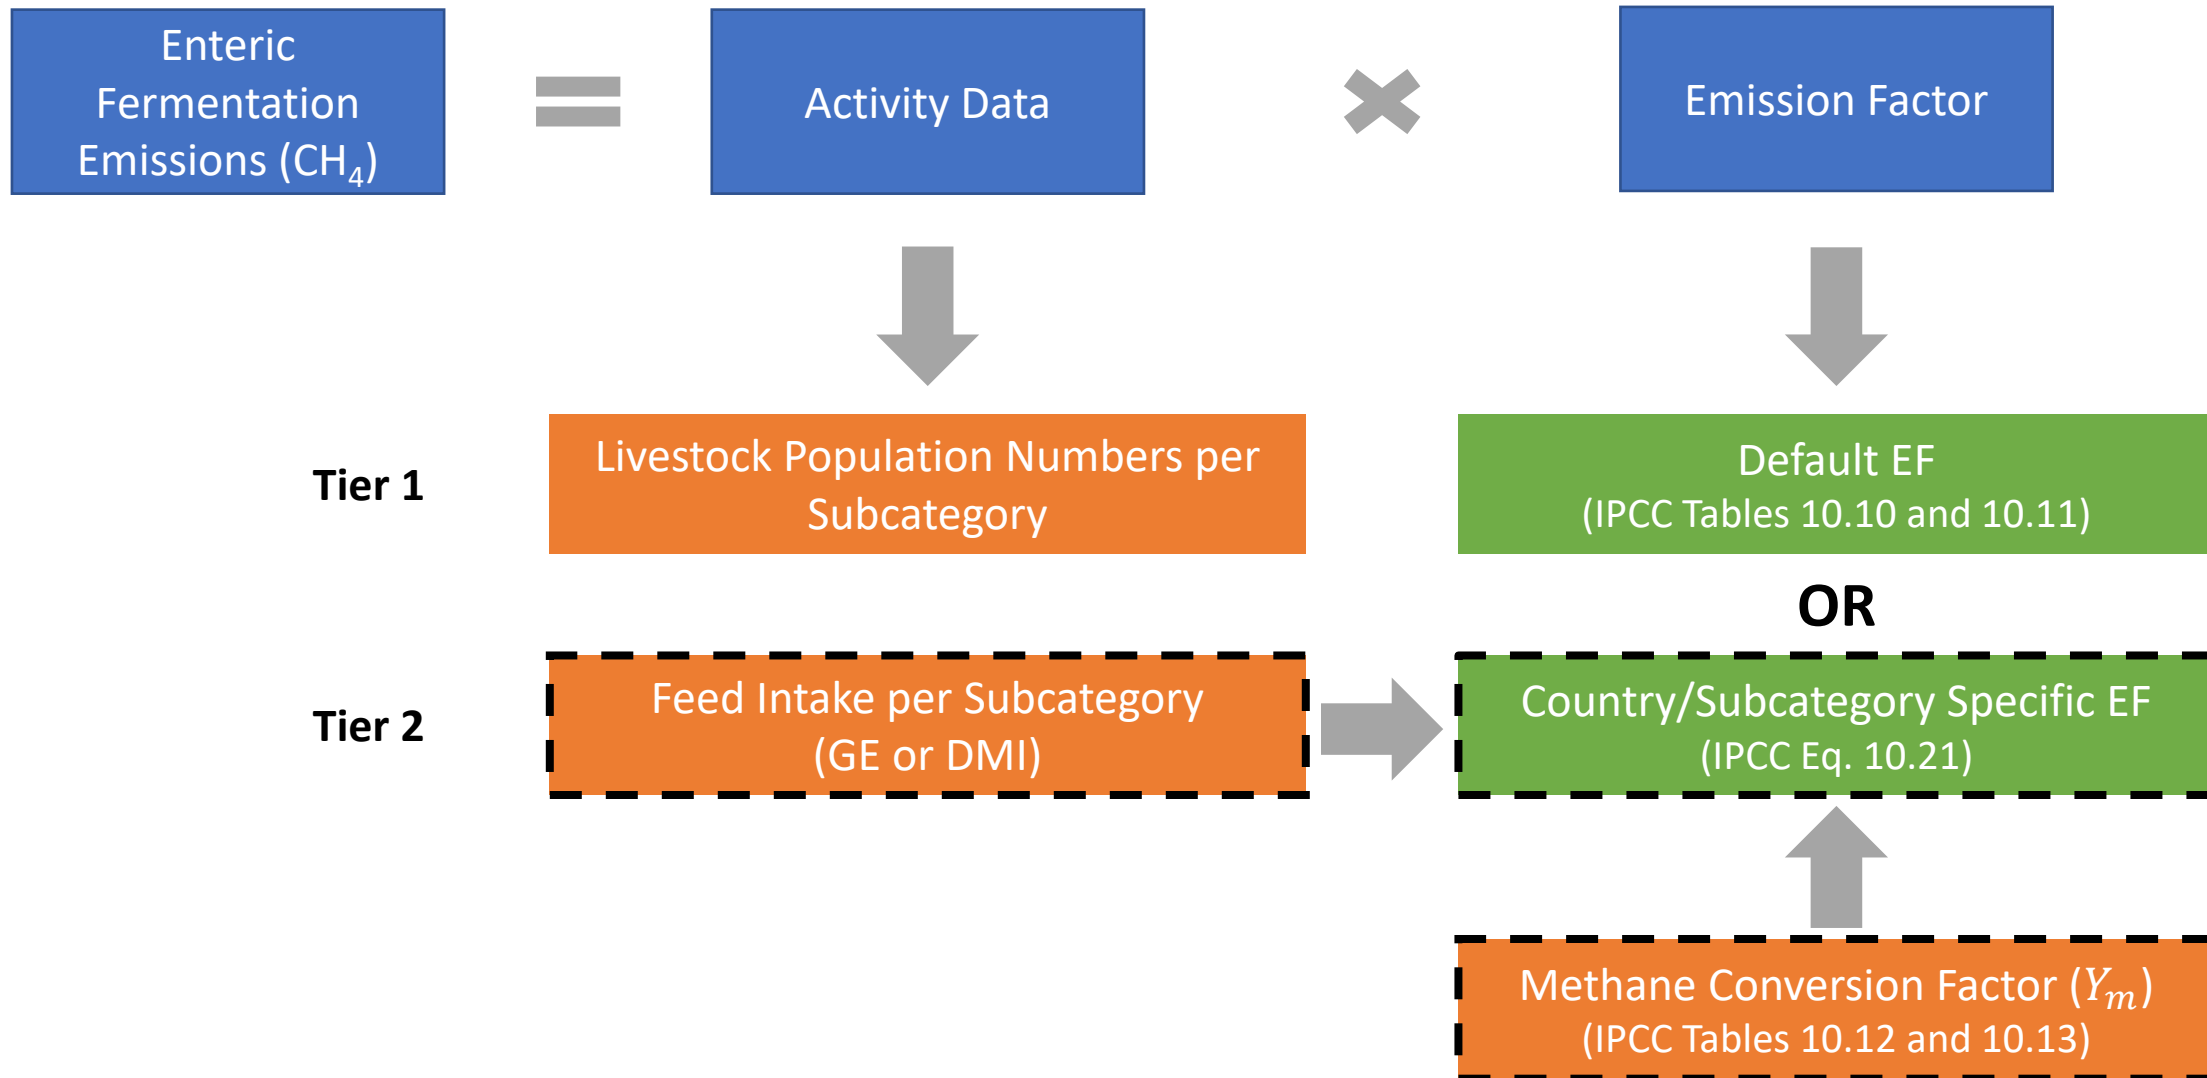 Enteric
Fermentation
Emissions (CH₄)
Activity Data
Emission Factor
Tier 1
Livestock Population Numbers per
Subcategory
Default EF
(IPCC Tables 10.10 and 10.11)
OR
Tier 2
Feed Intake per Subcategory
(GE or DMI)
Country/Subcategory Specific EF
(IPCC Eq. 10.21)
Methane Conversion Factor (Yₘ)
(IPCC Tables 10.12 and 10.13)